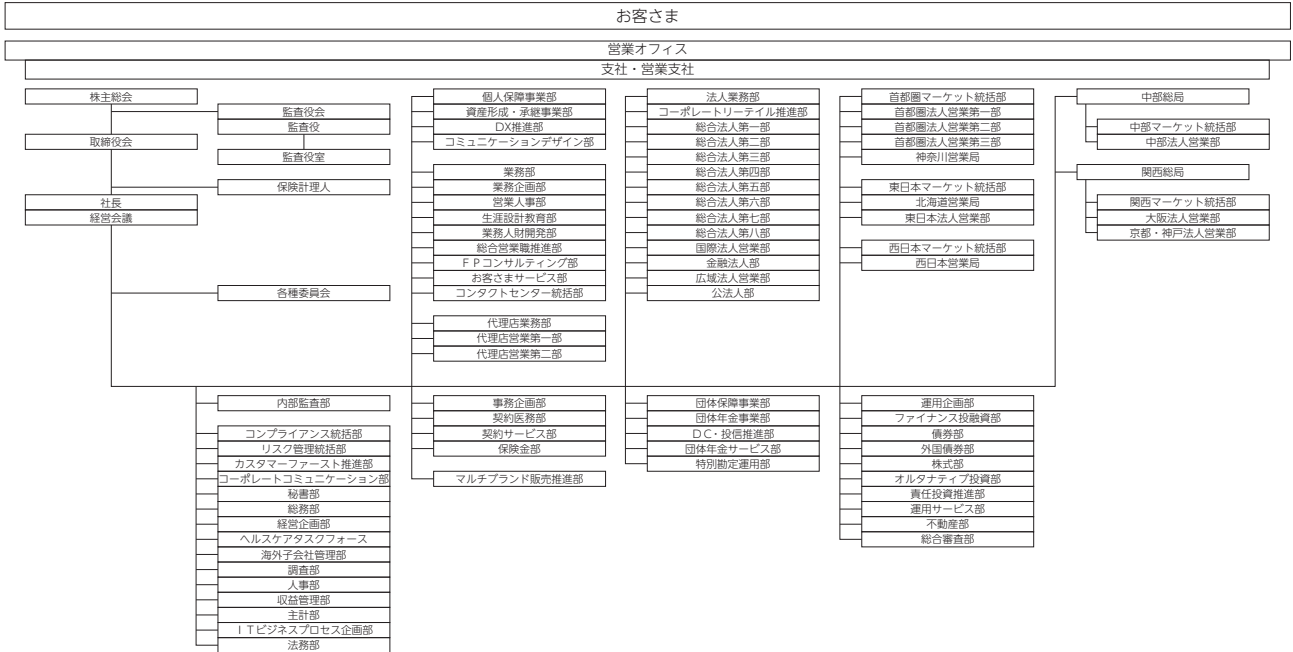 お客さま
営業オフィス
支社・営業支社
株主総会
監査役会
監査役
取締役会
監査役室
保険計理人
社長
経営会議
各種委員会
個人保障事業部
資産形成・承継事業部
DX推進部
コミュニケーションデザイン部
業務部
業務企画部
営業人事部
生涯設計教育部
業務人財開発部
総合営業職推進部
ＦＰコンサルティング部
お客さまサービス部
コンタクトセンター統括部
代理店業務部
代理店営業第一部
代理店営業第二部
法人業務部
コーポレートリーテイル推進部
総合法人第一部
総合法人第二部
総合法人第三部
総合法人第四部
総合法人第五部
総合法人第六部
総合法人第七部
総合法人第八部
国際法人営業部
金融法人部
広域法人営業部
公法人部
首都圏マーケット統括部
首都圏法人営業第一部
首都圏法人営業第二部
首都圏法人営業第三部
神奈川営業局
東日本マーケット統括部
北海道営業局
東日本法人営業部
西日本マーケット統括部
西日本営業局
中部総局
中部マーケット統括部
中部法人営業部
関西総局
関西マーケット統括部
大阪法人営業部
京都・神戸法人営業部
内部監査部
コンプライアンス統括部
リスク管理統括部
カスタマーファースト推進部
コーポレートコミュニケーション部
秘書部
総務部
経営企画部
ヘルスケアタスクフォース
海外子会社管理部
調査部
人事部
収益管理部
主計部
ＩＴビジネスプロセス企画部
法務部
事務企画部
契約医務部
契約サービス部
保険金部
マルチブランド販売推進部
団体保障事業部
団体年金事業部
ＤＣ・投信推進部
団体年金サービス部
特別勘定運用部
運用企画部
ファイナンス投融資部
債券部
外国債券部
株式部
オルタナティブ投資部
責任投資推進部
運用サービス部
不動産部
総合審査部